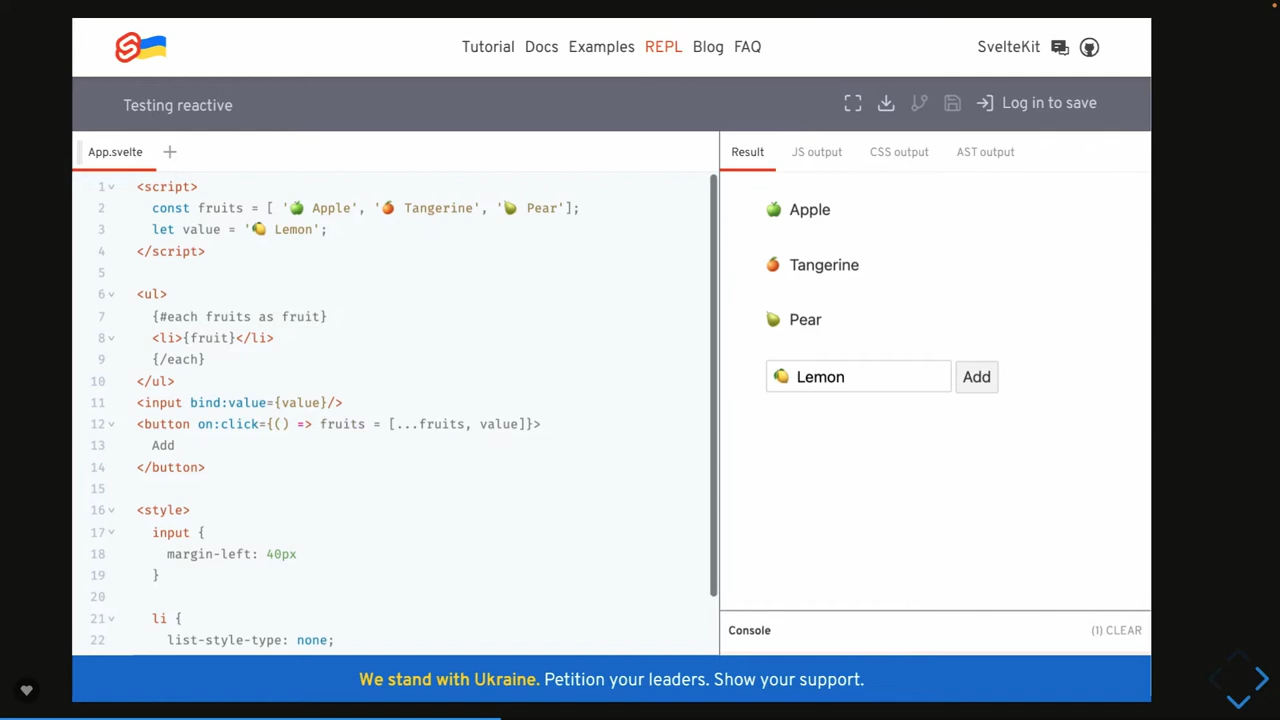 Tutorial Docs Examples REPL Blog FAQ SvelteKit
Testing reactive Log in to save
App.svelte +
Result JS output CSS output AST output
1 <script>
2 const fruits = [ '🍏 Apple', '🍊 Tangerine', '🍐 Pear'];
3 let value = '🍋 Lemon';
4 </script>
5
6 <ul>
7 {#each fruits as fruit}
8 <li>{fruit}</li>
9 {/each}
10 </ul>
11 <input bind:value={value}/>
12 <button on:click={() => fruits = [...fruits, value]}>
13 Add
14 </button>
15
16 <style>
17 input {
18 margin-left: 40px
19 }
20
21 li {
22 list-style-type: none;
🍏 Apple
🍊 Tangerine
🍐 Pear
🍋 Lemon Add
Console (1) CLEAR
We stand with Ukraine. Petition your leaders. Show your support.